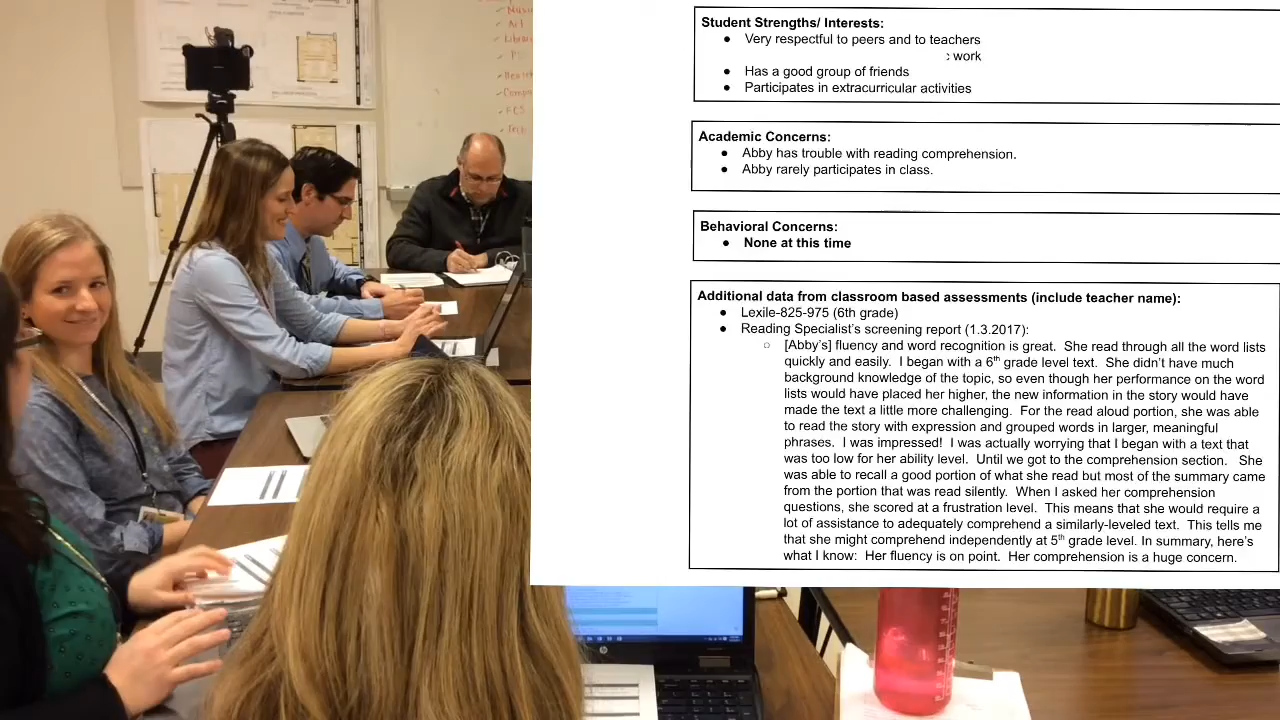 Student Strengths/ Interests:
● Very respectful to peers and to teachers
work
● Has a good group of friends
● Participates in extracurricular activities
Academic Concerns:
● Abby has trouble with reading comprehension.
● Abby rarely participates in class.
Behavioral Concerns:
● None at this time
Additional data from classroom based assessments (include teacher name):
● Lexile-825-975 (6th grade)
● Reading Specialist's screening report (1.3.2017):
○ [Abby's] fluency and word recognition is great. She read through all the word lists
quickly and easily. I began with a 6th grade level text. She didn't have much
background knowledge of the topic, so even though her performance on the word
lists would have placed her higher, the new information in the story would have
made the text a little more challenging. For the read aloud portion, she was able
to read the story with expression and grouped words in larger, meaningful
phrases. I was impressed! I was actually worrying that I began with a text that
was too low for her ability level. Until we got to the comprehension section. She
was able to recall a good portion of what she read but most of the summary came
from the portion that was read silently. When I asked her comprehension
questions, she scored at a frustration level. This means that she would require a
lot of assistance to adequately comprehend a similarly-leveled text. This tells me
that she might comprehend independently at 5th grade level. In summary, here's
what I know: Her fluency is on point. Her comprehension is a huge concern.
Act
FCS
Tech
hp